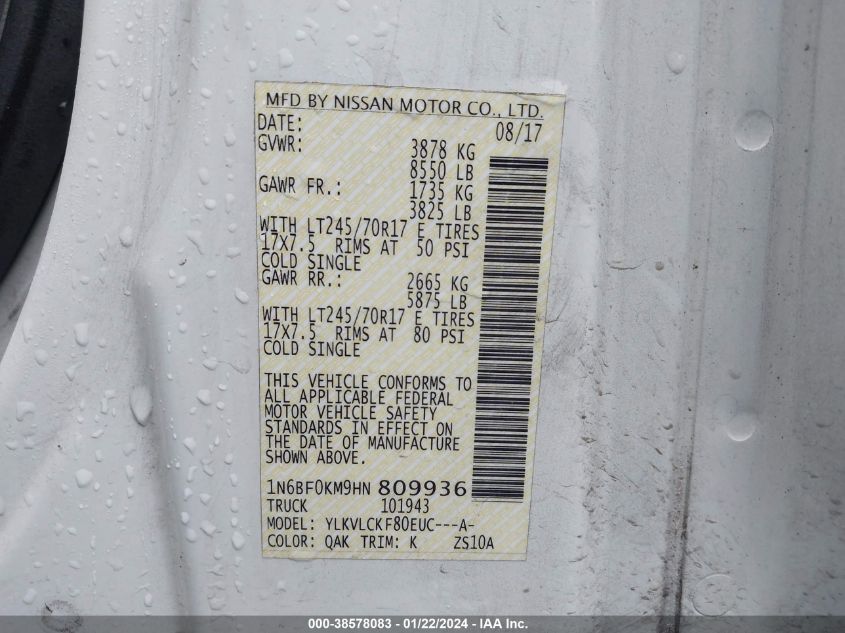 MFD BY NISSAN MOTOR CO., LTD.
DATE: 08/17
GVWR: 3878 KG
8550 LB
GAWR FR.: 1735 KG
3825 LB
WITH LT245/70R17 E TIRES
17X7.5 RIMS AT 50 PSI
COLD SINGLE
GAWR RR.: 2665 KG
5875 LB
WITH LT245/70R17 E TIRES
17X7.5 RIMS AT 80 PSI
COLD SINGLE
THIS VEHICLE CONFORMS TO
ALL APPLICABLE FEDERAL
MOTOR VEHICLE SAFETY
STANDARDS IN EFFECT ON
THE DATE OF MANUFACTURE
SHOWN ABOVE.
1N6BF0KM9HN 809936
TRUCK 101943
MODEL: YLKVLCKF80EUC---A-
COLOR: QAK TRIM: K ZS10A
000-38578083 - 01/22/2024 - IAA Inc.